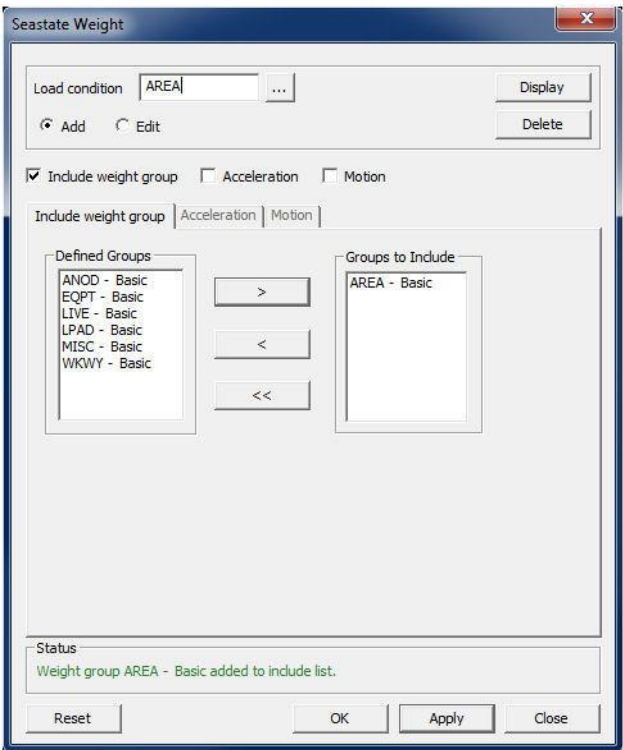 Seastate Weight
Load condition AREA ... Display
Add Edit Delete
Include weight group Acceleration Motion
Include weight group Acceleration Motion
Defined Groups
ANOD - Basic
EQPT - Basic
LIVE - Basic
LPAD - Basic
MISC - Basic
WKWY - Basic
>
<
<<
Groups to Include
AREA - Basic
Status
Weight group AREA - Basic added to include list.
Reset OK Apply Close